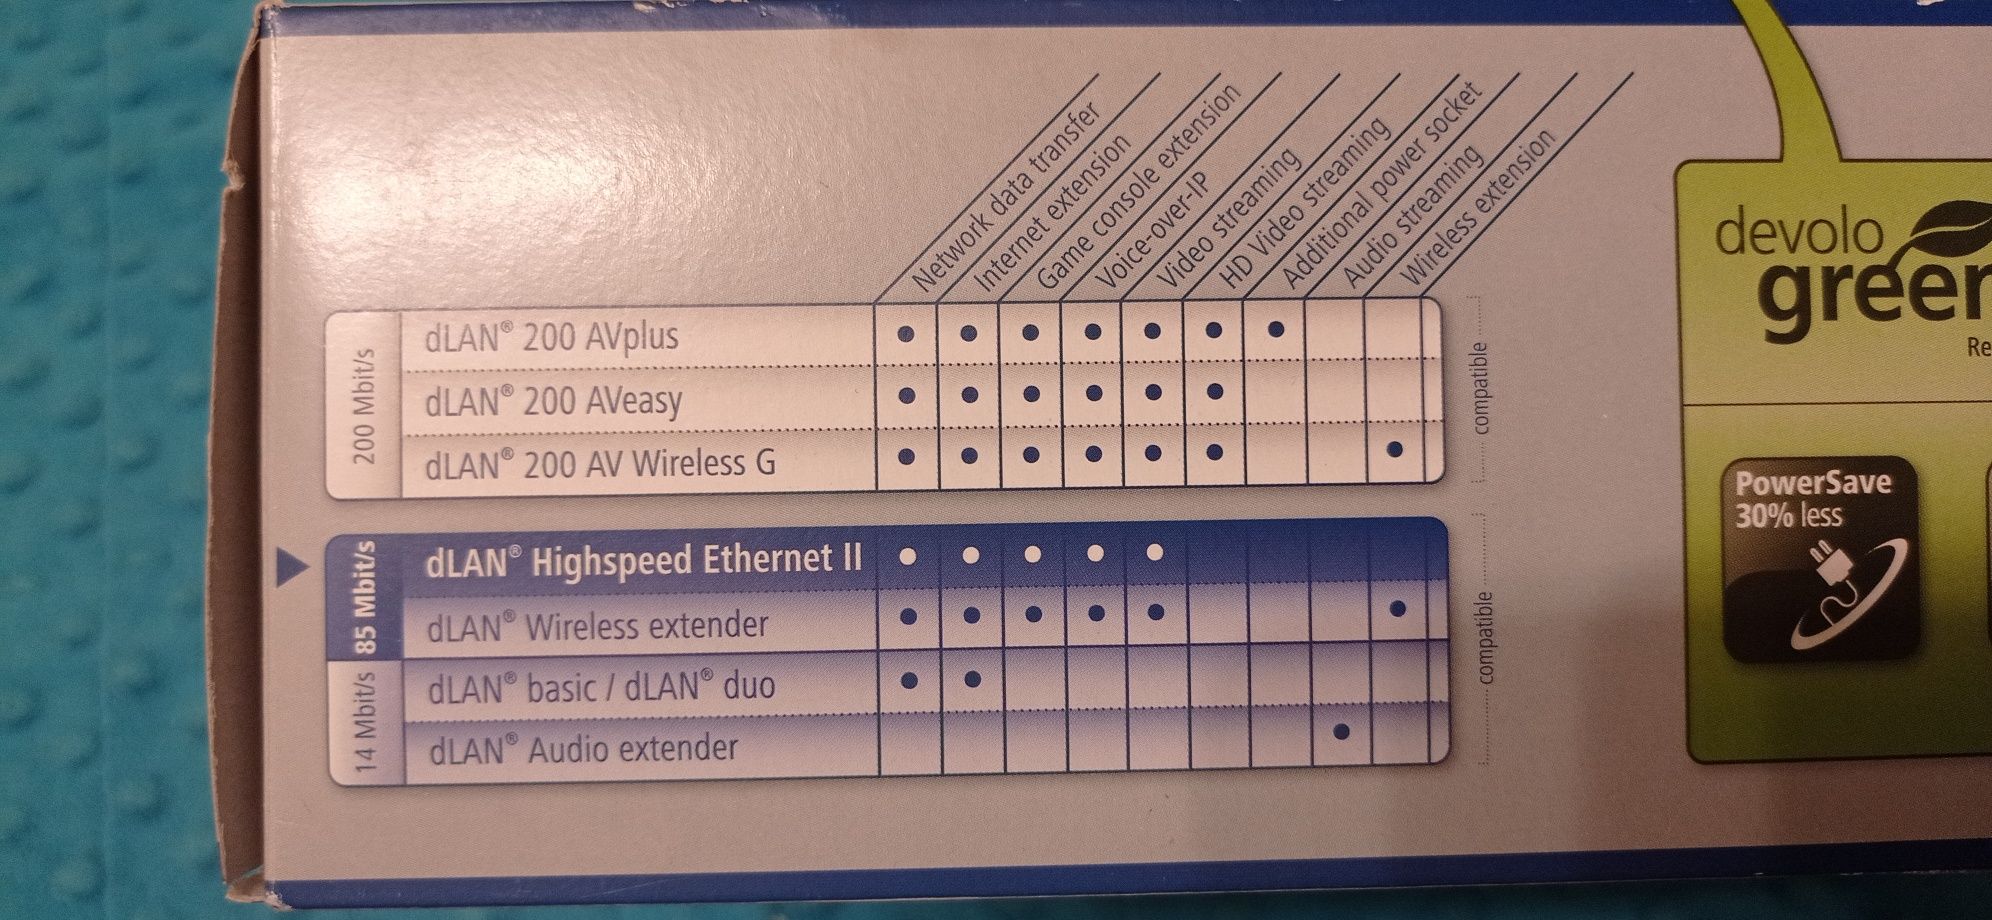 Network data transfer
Internet extension
Game console extension
Voice-over-IP
Video streaming
HD Video streaming
Additional power socket
Audio streaming
Wireless extension
200 Mbit/s
dLAN® 200 AVplus
dLAN® 200 AVeasy
dLAN® 200 AV Wireless G
compatible
85 Mbit/s
dLAN® Highspeed Ethernet II
dLAN® Wireless extender
14 Mbit/s
dLAN® basic / dLAN® duo
dLAN® Audio extender
compatible
devolo
green
Re
PowerSave
30% less